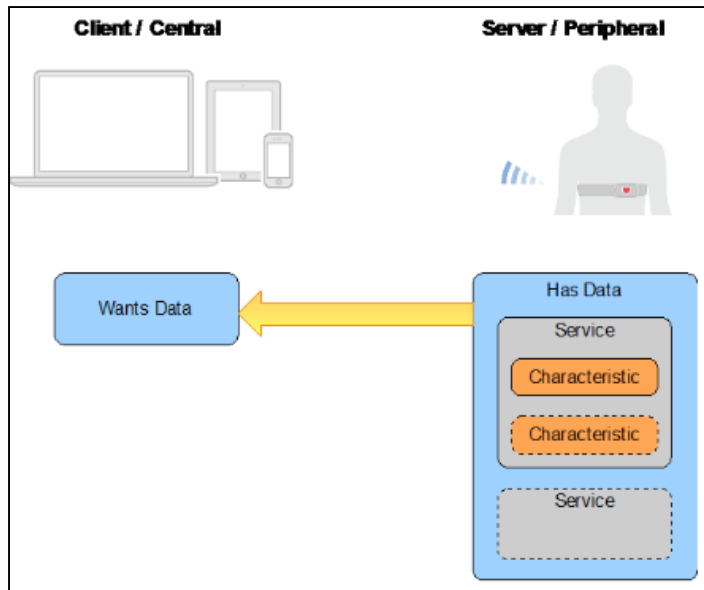 Client / Central
Server / Peripheral
Wants Data
Has Data
Service
Characteristic
Characteristic
Service